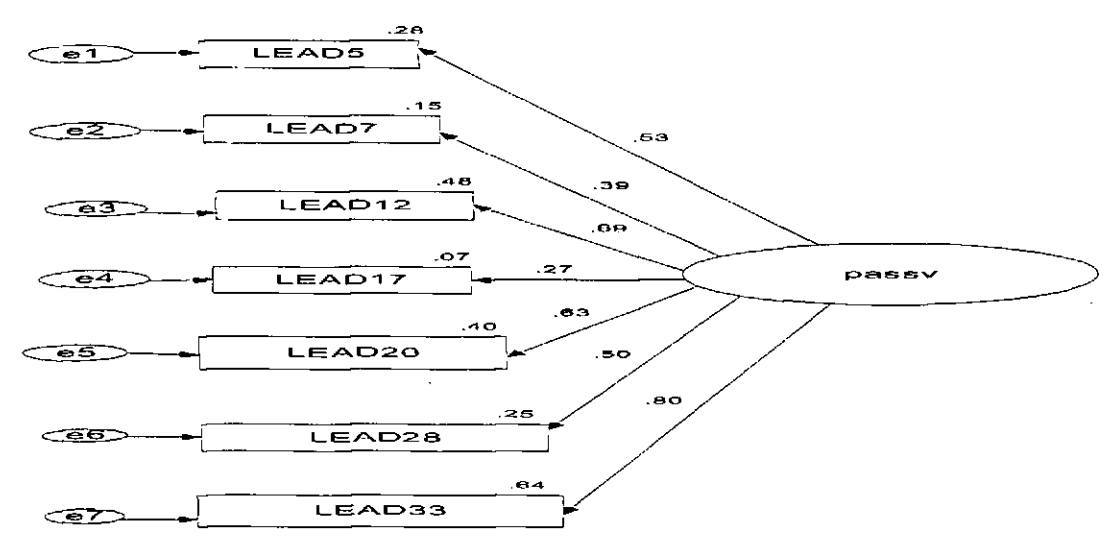 .28
e1 LEAD5
.15
.53
e2 LEAD7
.48
.39
e3 LEAD12
.69
.07
e4 LEAD17 .27 passv
.63
.40
e5 LEAD20
.50
.80
.25
e6 LEAD28
.64
e7 LEAD33